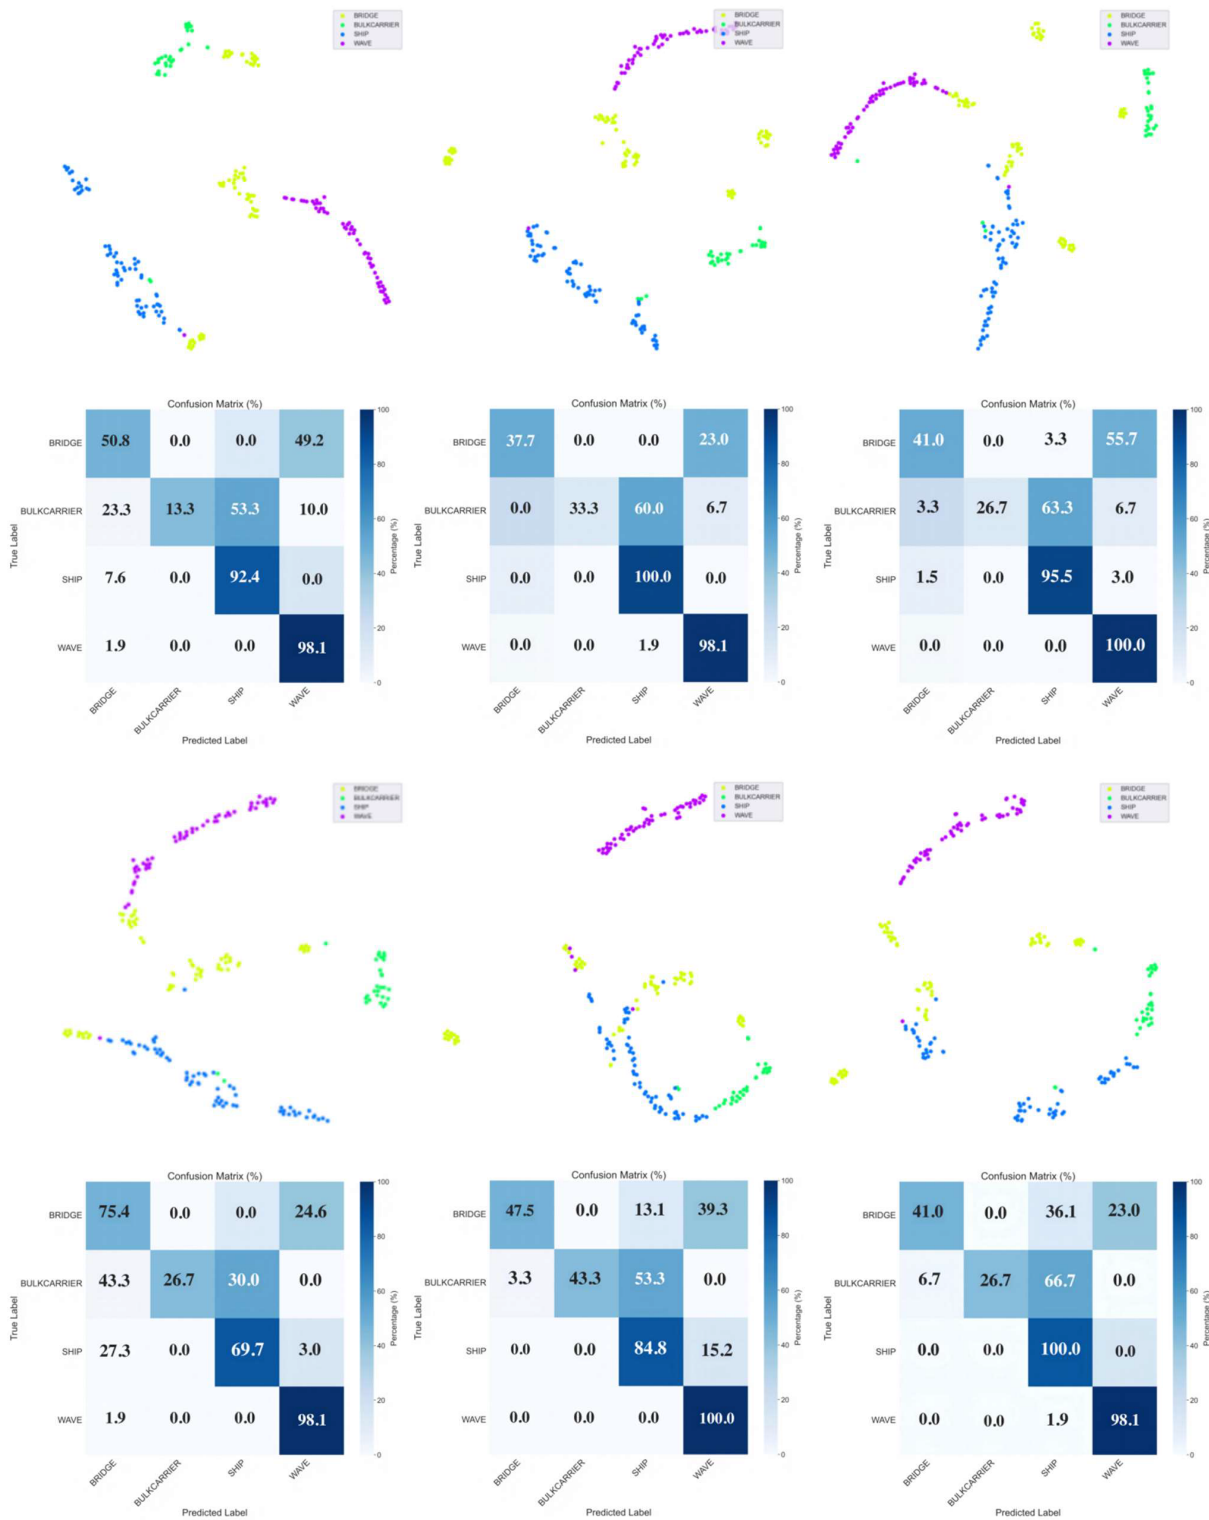 BRIDGE
BULKCARRIER
SHIP
WAVE
BRIDGE
BULKCARRIER
SHIP
WAVE
BRIDGE
BULKCARRIER
SHIP
WAVE
Confusion Matrix (%)
BRIDGE 50.8 0.0 0.0 49.2
BULKCARRIER 23.3 13.3 53.3 10.0
SHIP 7.6 0.0 92.4 0.0
WAVE 1.9 0.0 0.0 98.1
True Label
BRIDGE BULKCARRIER SHIP WAVE
Predicted Label
100
80
60
40
20
0
Percentage (%)
Confusion Matrix (%)
BRIDGE 37.7 0.0 0.0 23.0
BULKCARRIER 0.0 33.3 60.0 6.7
SHIP 0.0 0.0 100.0 0.0
WAVE 0.0 0.0 1.9 98.1
True Label
BRIDGE BULKCARRIER SHIP WAVE
Predicted Label
100
80
60
40
20
0
Percentage (%)
Confusion Matrix (%)
BRIDGE 41.0 0.0 3.3 55.7
BULKCARRIER 3.3 26.7 63.3 6.7
SHIP 1.5 0.0 95.5 3.0
WAVE 0.0 0.0 0.0 100.0
True Label
BRIDGE BULKCARRIER SHIP WAVE
Predicted Label
100
80
60
40
20
0
Percentage (%)
BRIDGE
BULKCARRIER
SHIP
WAVE
BRIDGE
BULKCARRIER
SHIP
WAVE
BRIDGE
BULKCARRIER
SHIP
WAVE
Confusion Matrix (%)
BRIDGE 75.4 0.0 0.0 24.6
BULKCARRIER 43.3 26.7 30.0 0.0
SHIP 27.3 0.0 69.7 3.0
WAVE 1.9 0.0 0.0 98.1
True Label
BRIDGE BULKCARRIER SHIP WAVE
Predicted Label
100
80
60
40
20
0
Percentage (%)
Confusion Matrix (%)
BRIDGE 47.5 0.0 13.1 39.3
BULKCARRIER 3.3 43.3 53.3 0.0
SHIP 0.0 0.0 84.8 15.2
WAVE 0.0 0.0 0.0 100.0
True Label
BRIDGE BULKCARRIER SHIP WAVE
Predicted Label
100
80
60
40
20
0
Percentage (%)
Confusion Matrix (%)
BRIDGE 41.0 0.0 36.1 23.0
BULKCARRIER 6.7 26.7 66.7 0.0
SHIP 0.0 0.0 100.0 0.0
WAVE 0.0 0.0 1.9 98.1
True Label
BRIDGE BULKCARRIER SHIP WAVE
Predicted Label
100
80
60
40
20
0
Percentage (%)